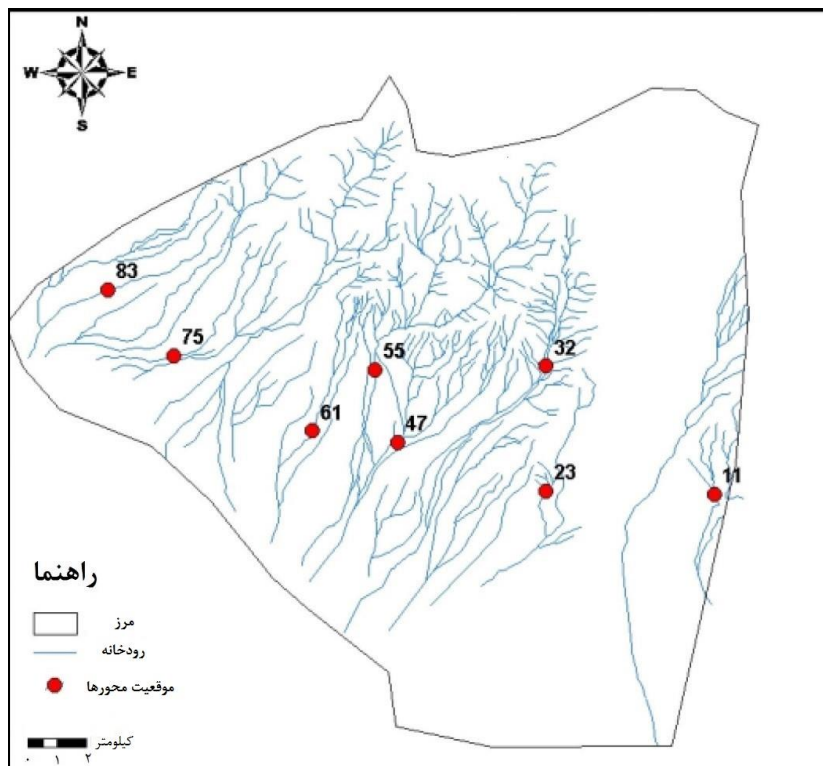 N
W E
S
83
75
55
32
61
47
23
11
راهنما
مرز
رودخانه
موقعیت محورها
کیلومتر
۰ ۱ ۲